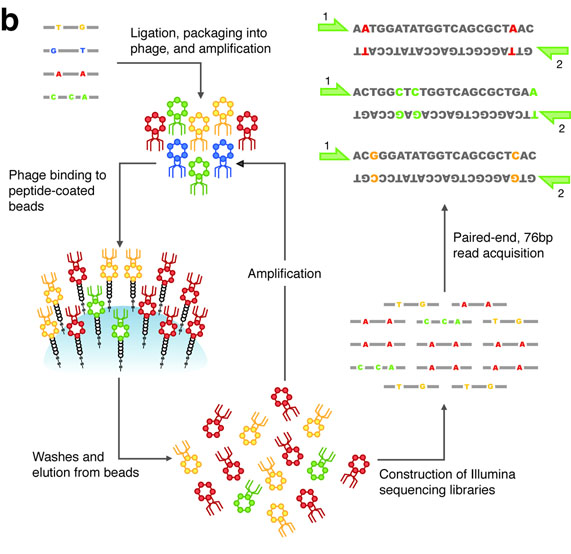 b
T G
G T
A A
C C A
Ligation, packaging into
phage, and amplification
Phage binding to
peptide-coated
beads
Amplification
Washes and
elution from beads
Construction of Illumina
sequencing libraries
T G A A
A A C C A T G
A A A A A A
C C A A A A A
T G T G
Paired-end, 76bp
read acquisition
1 AATGGATATGGTCAGCGCTAAC
GTTAGCGCTGACCATATCCATT 2
1 ACTGGCTCTGGTCAGCGCTGAA
TTCAGCGCTGACCAGAGCCAGT 2
1 ACGGGATATGGTCAGCGCTCAC
GTGAGCGCTGACCATATCCCGT 2